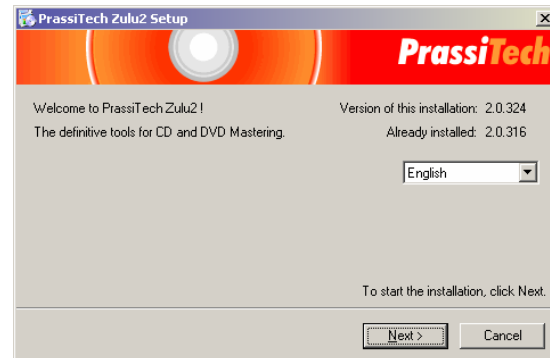 PrassiTech Zulu2 Setup
PrassiTech
Welcome to PrassiTech Zulu2 !
Version of this installation: 2.0.324
The definitive tools for CD and DVD Mastering.
Already installed: 2.0.316
English
To start the installation, click Next.
Next >
Cancel